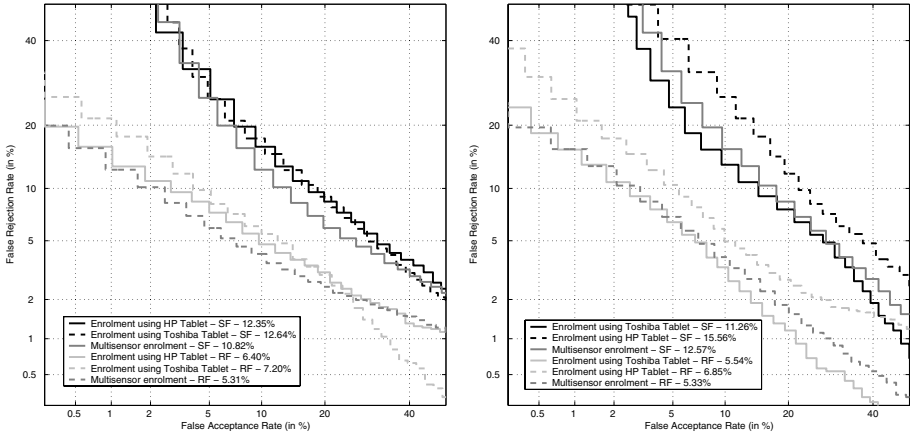 40
20
10
5
2
1
0.5
False Rejection Rate (in %)
Enrolment using HP Tablet – SF – 12.35%
Enrolment using Toshiba Tablet – SF – 12.64%
Multisensor enrolment – SF – 10.82%
Enrolment using HP Tablet – RF – 6.40%
Enrolment using Toshiba Tablet – RF – 7.20%
Multisensor enrolment – RF – 5.31%
0.5 1 2 5 10 20 40
False Acceptance Rate (in %)
40
20
10
5
2
1
0.5
False Rejection Rate (in %)
Enrolment using Toshiba Tablet – SF – 11.26%
Enrolment using HP Tablet – SF – 15.56%
Multisensor enrolment – SF – 12.57%
Enrolment using Toshiba Tablet – RF – 5.54%
Enrolment using HP Tablet – RF – 6.85%
Multisensor enrolment – RF – 5.33%
0.5 1 2 5 10 20 40
False Acceptance Rate (in %)